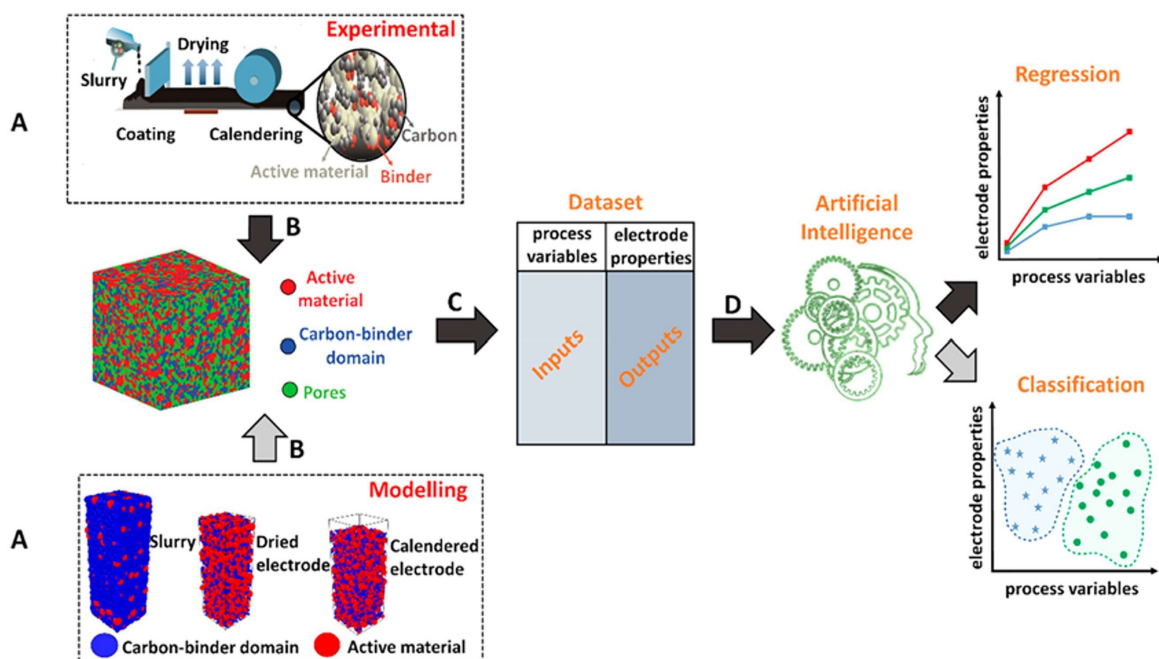 A
Experimental
Drying
Slurry
Coating
Calendering
Carbon
Active material
Binder
B
Active
material
Carbon-binder
domain
Pores
B
A
Modelling
Slurry
Dried
electrode
Calendered
electrode
Carbon-binder domain
Active material
C
Dataset
process
variables
electrode
properties
Inputs
Outputs
D
Artificial
Intelligence
Regression
electrode properties
process variables
Classification
electrode properties
process variables